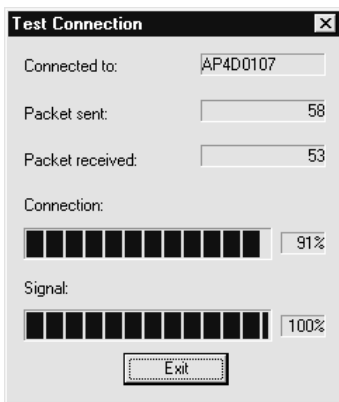 Test Connection
Connected to: AP4D0107
Packet sent: 58
Packet received: 53
Connection:
91%
Signal:
100%
Exit